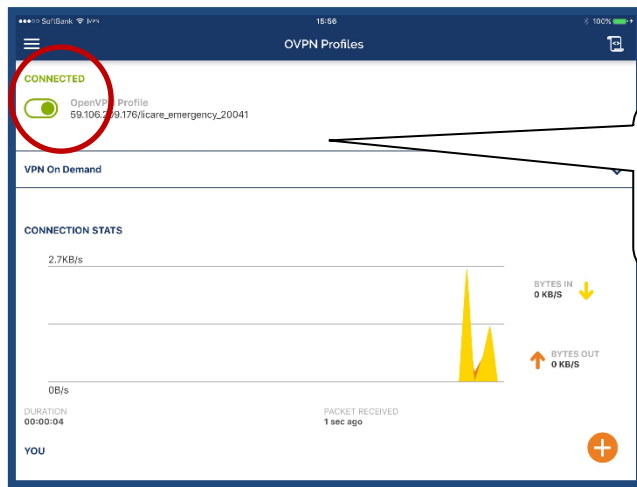 SoftBank VPN 15:56 100%
OVPN Profiles
CONNECTED
OpenVPN Profile
59.106.209.176/licare_emergency_20041
VPN On Demand
CONNECTION STATS
2.7KB/s
BYTES IN
0 KB/S
BYTES OUT
0 KB/S
0B/s
DURATION PACKET RECEIVED
00:00:04 1 sec ago
YOU